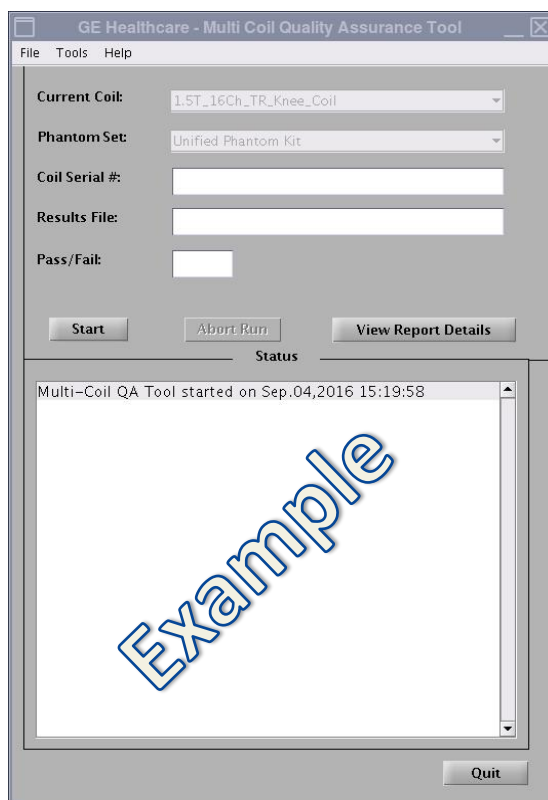 GE Healthcare - Multi Coil Quality Assurance Tool
File Tools Help
Current Coil: 1.5T_16Ch_TR_Knee_Coil
Phantom Set: Unified Phantom Kit
Coil Serial #:
Results File:
Pass/Fail:
Start Abort Run View Report Details
Status
Multi-Coil QA Tool started on Sep.04,2016 15:19:58
Example
Quit